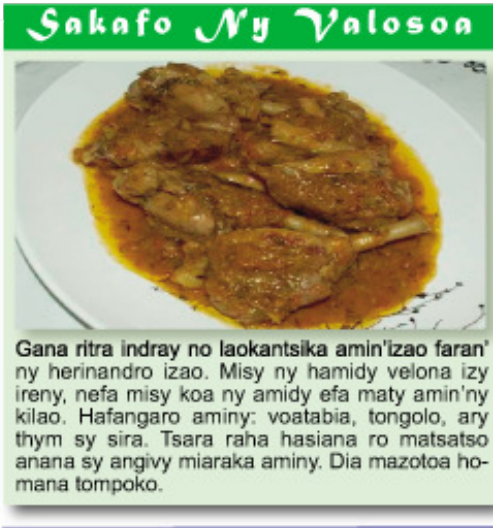 Sakafo Ny Valosoa
Gana ritra indray no laokantsika amin'izao faran'
ny herinandro izao. Misy ny hamidy velona izy
ireny, nefa misy koa ny amidy efa maty amin'ny
kilao. Hafangaro aminy: voatabia, tongolo, ary
thym sy sira. Tsara raha hasiana ro matsatso
anana sy angivy miaraka aminy. Dia mazotoa ho-
mana tompoko.